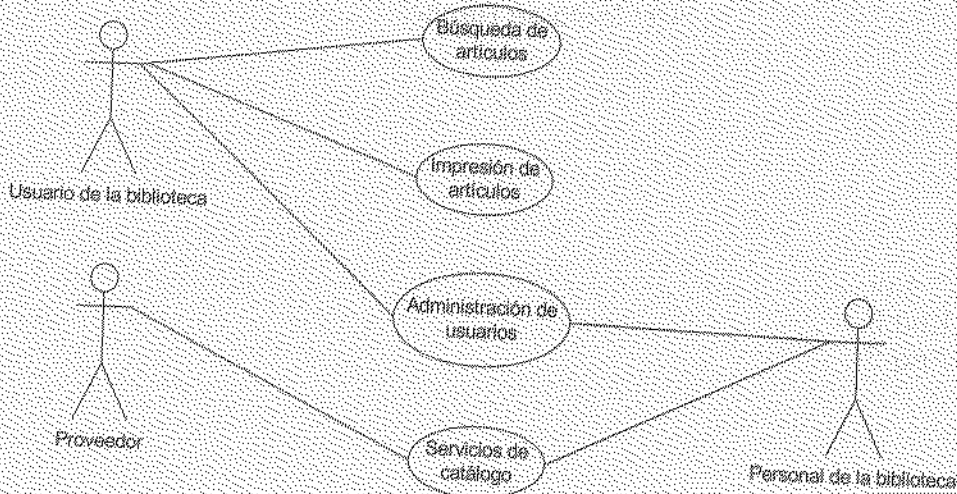 Búsqueda de
artículos
Usuario de la biblioteca
Impresión de
artículos
Administración de
usuarios
Proveedor
Servicios de
catálogo
Personal de la biblioteca